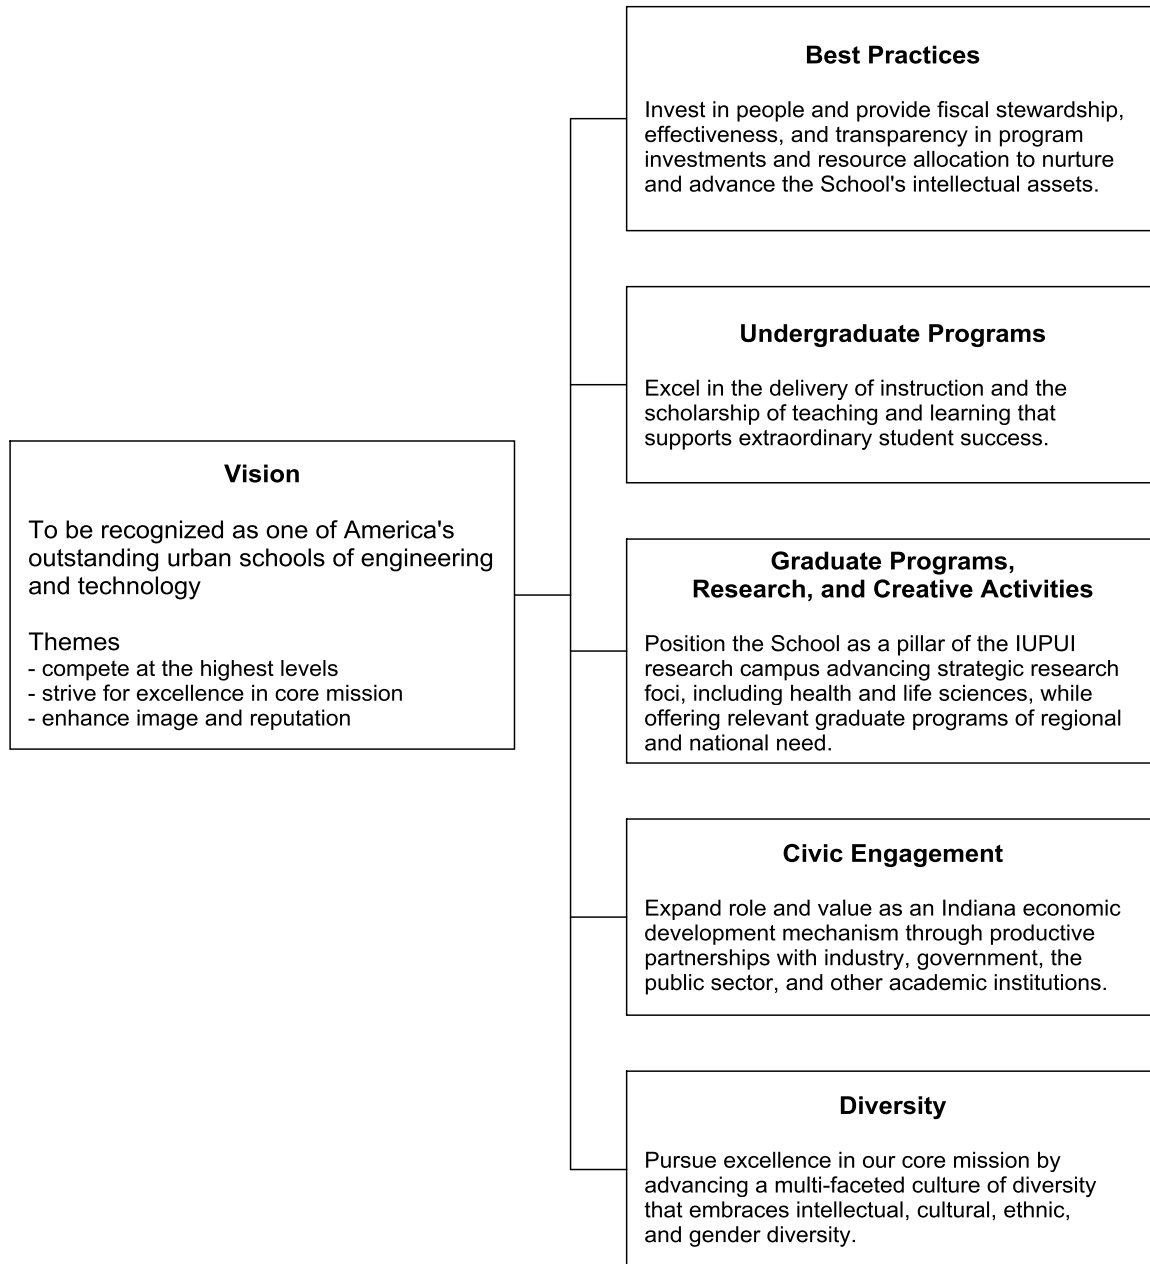 Vision
To be recognized as one of America's
outstanding urban schools of engineering
and technology
Themes
- compete at the highest levels
- strive for excellence in core mission
- enhance image and reputation
Best Practices
Invest in people and provide fiscal stewardship,
effectiveness, and transparency in program
investments and resource allocation to nurture
and advance the School's intellectual assets.
Undergraduate Programs
Excel in the delivery of instruction and the
scholarship of teaching and learning that
supports extraordinary student success.
Graduate Programs,
Research, and Creative Activities
Position the School as a pillar of the IUPUI
research campus advancing strategic research
foci, including health and life sciences, while
offering relevant graduate programs of regional
and national need.
Civic Engagement
Expand role and value as an Indiana economic
development mechanism through productive
partnerships with industry, government, the
public sector, and other academic institutions.
Diversity
Pursue excellence in our core mission by
advancing a multi-faceted culture of diversity
that embraces intellectual, cultural, ethnic,
and gender diversity.